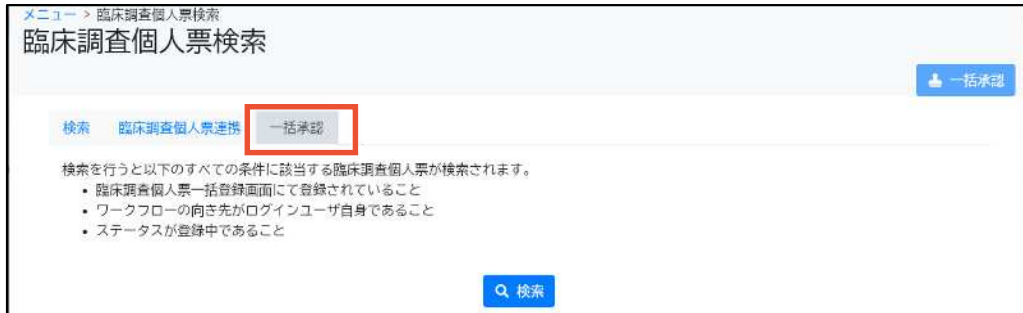 メニュー > 臨床調査個人票検索
臨床調査個人票検索
一括承認
検索 臨床調査個人票連携 一括承認
検索を行うと以下のすべての条件に該当する臨床調査個人票が検索されます。
• 臨床調査個人票一括登録画面にて登録されていること
• ワークフローの向き先がログインユーザ自身であること
• ステータスが登録中であること
検索